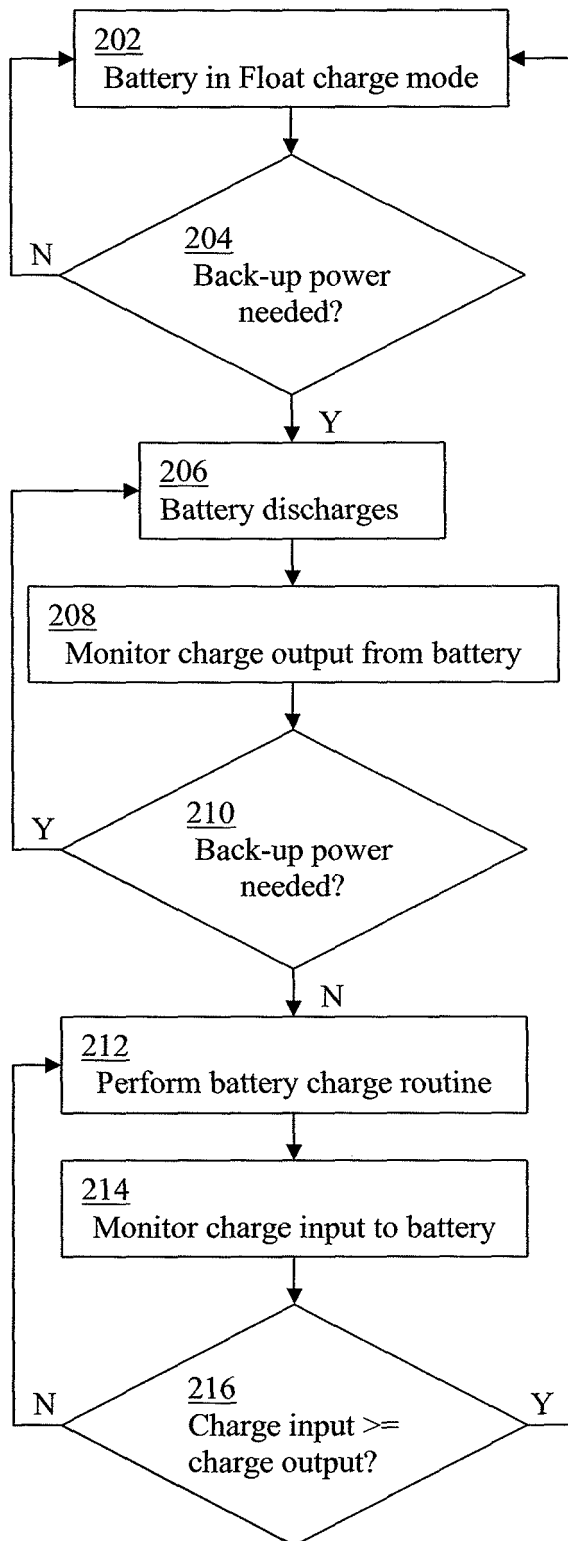 202
Battery in Float charge mode
204
N
Back-up power
needed?
Y
206
Battery discharges
208
Monitor charge output from battery
210
Y
Back-up power
needed?
N
212
Perform battery charge routine
214
Monitor charge input to battery
216
N
Y
Charge input >=
charge output?